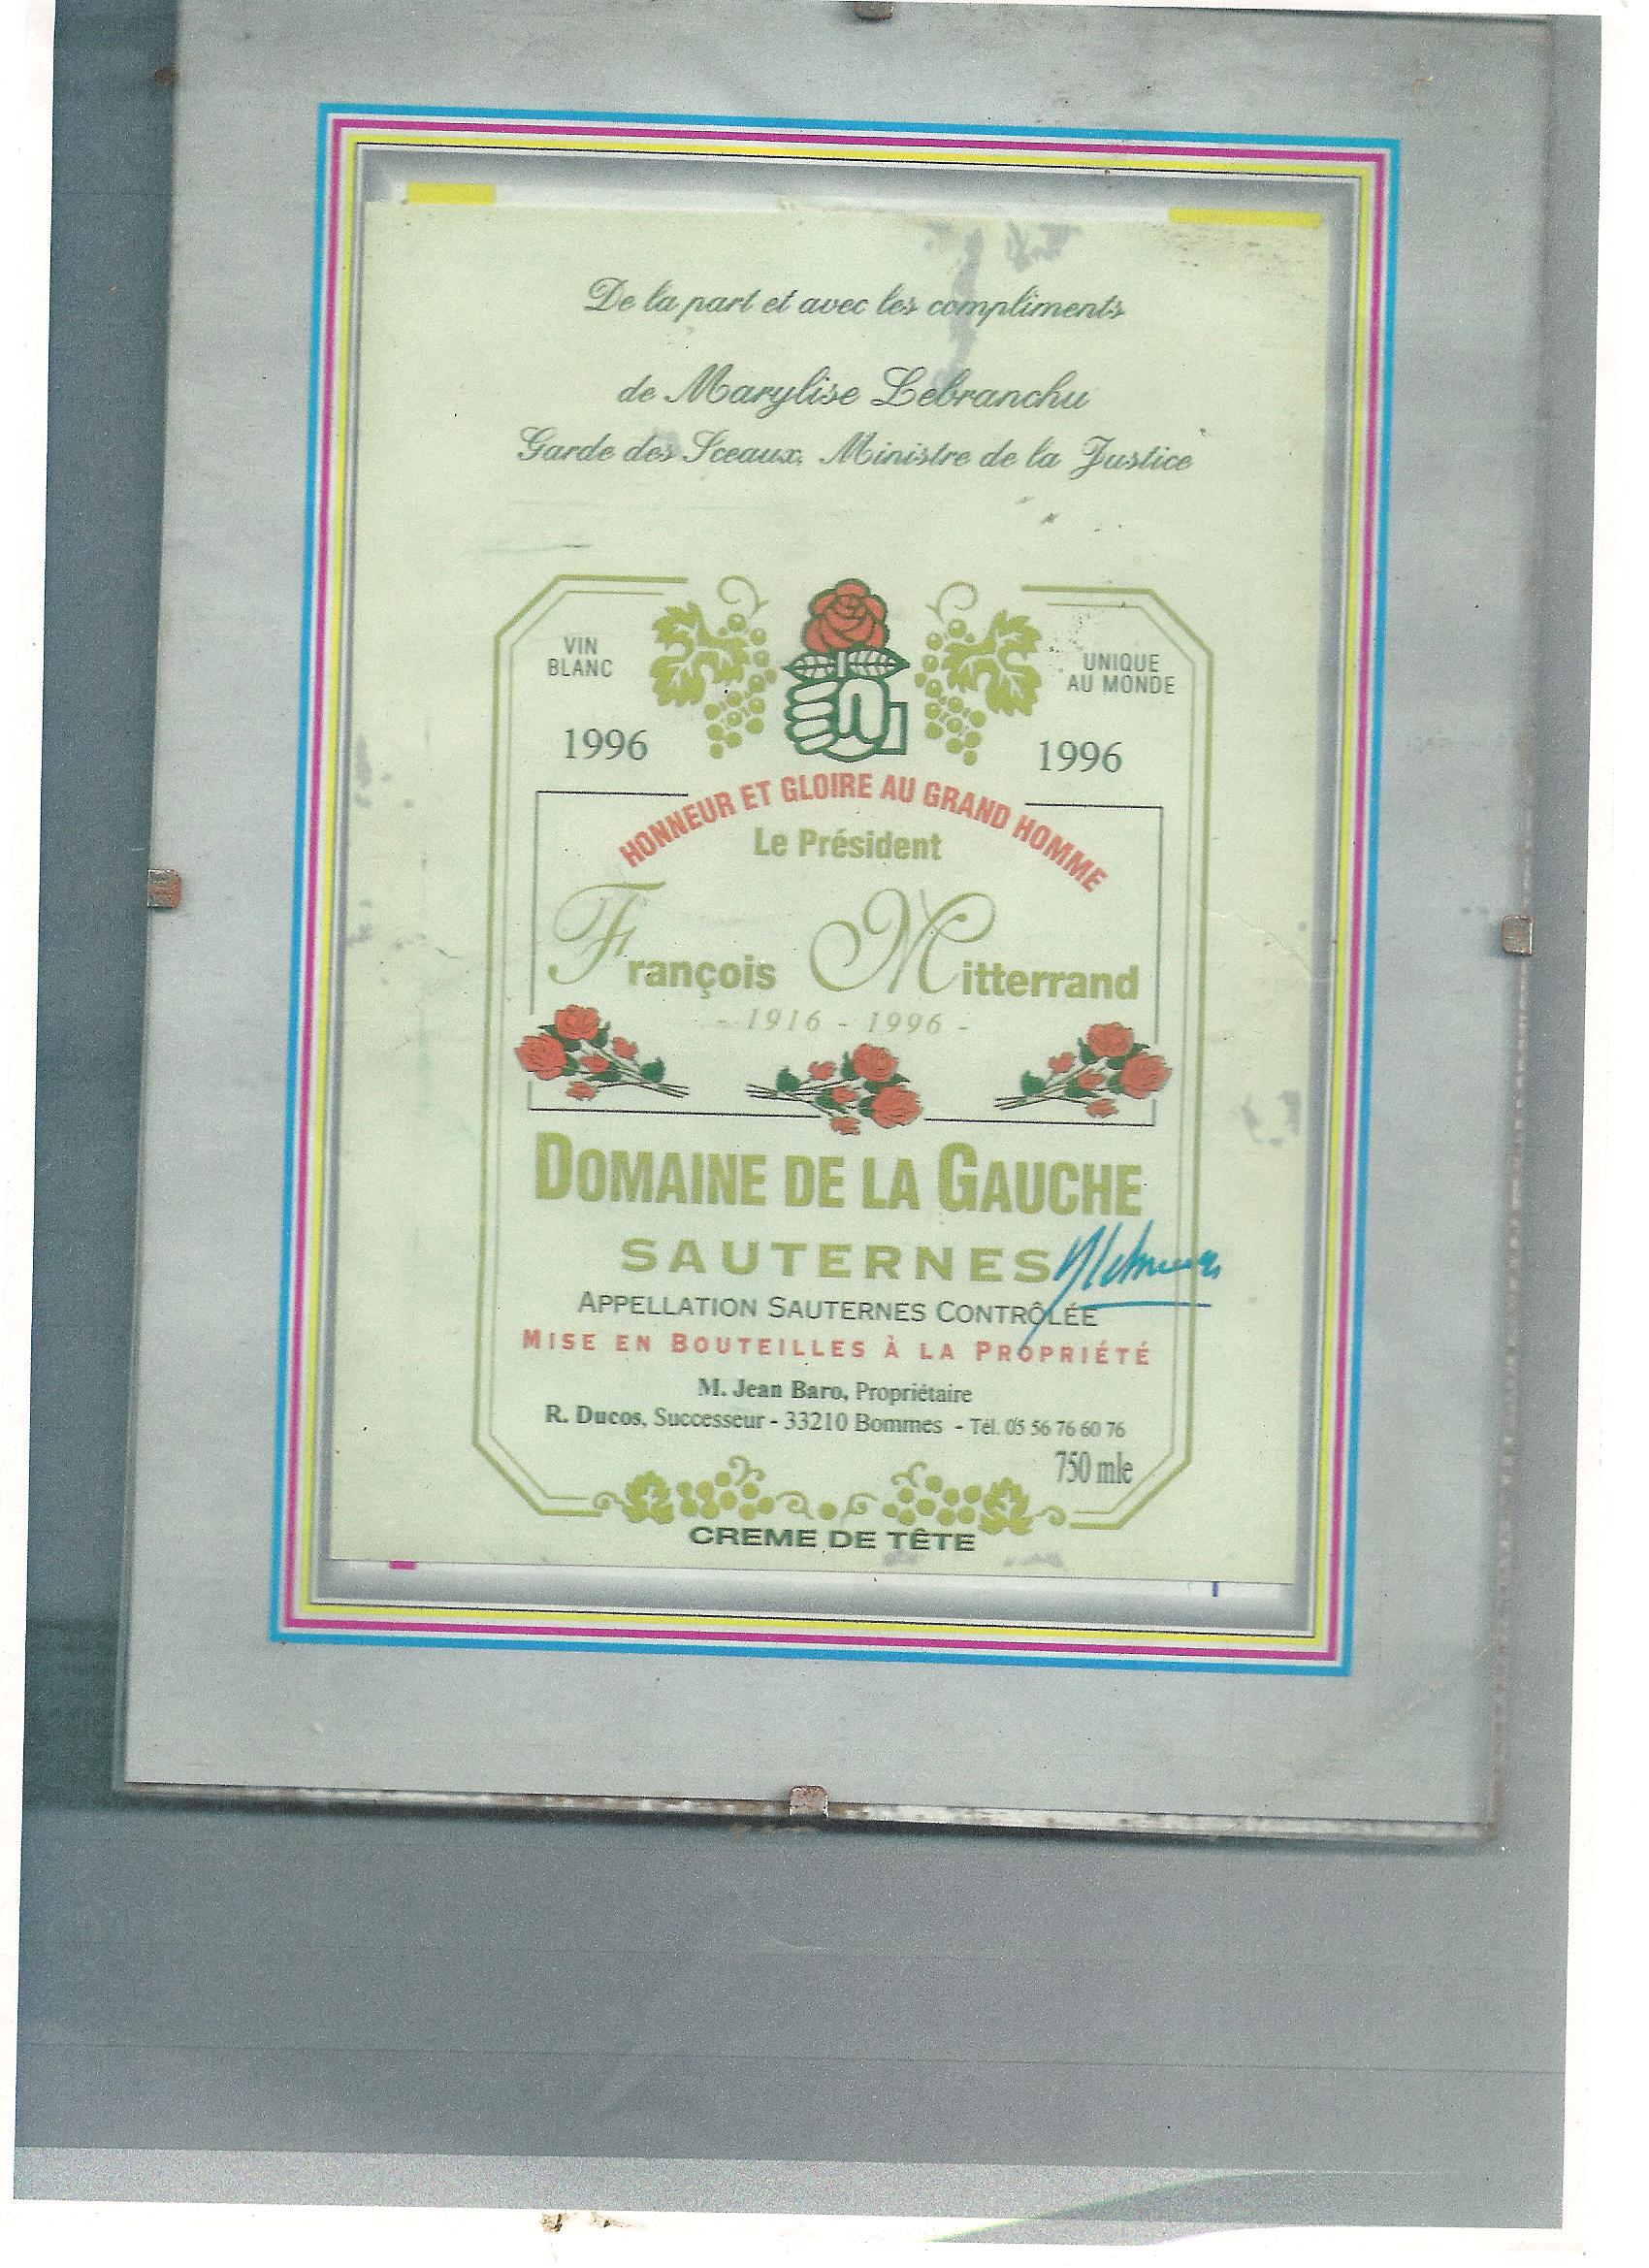 De la part et avec les compliments
de Marylise Lebranchu
Garde des Sceaux, Ministre de la Justice
VIN
BLANC
UNIQUE
AU MONDE
1996
1996
HONNEUR ET GLOIRE AU GRAND HOMME
Le Président
François Mitterrand
- 1916 - 1996 -
DOMAINE DE LA GAUCHE
SAUTERNES
APPELLATION SAUTERNES CONTRÔLÉE
MISE EN BOUTEILLES À LA PROPRIÉTÉ
M. Jean Baro, Propriétaire
R. Ducos, Successeur - 33210 Bommes - Tél. 05 56 76 60 76
750 mle
CREME DE TÊTE